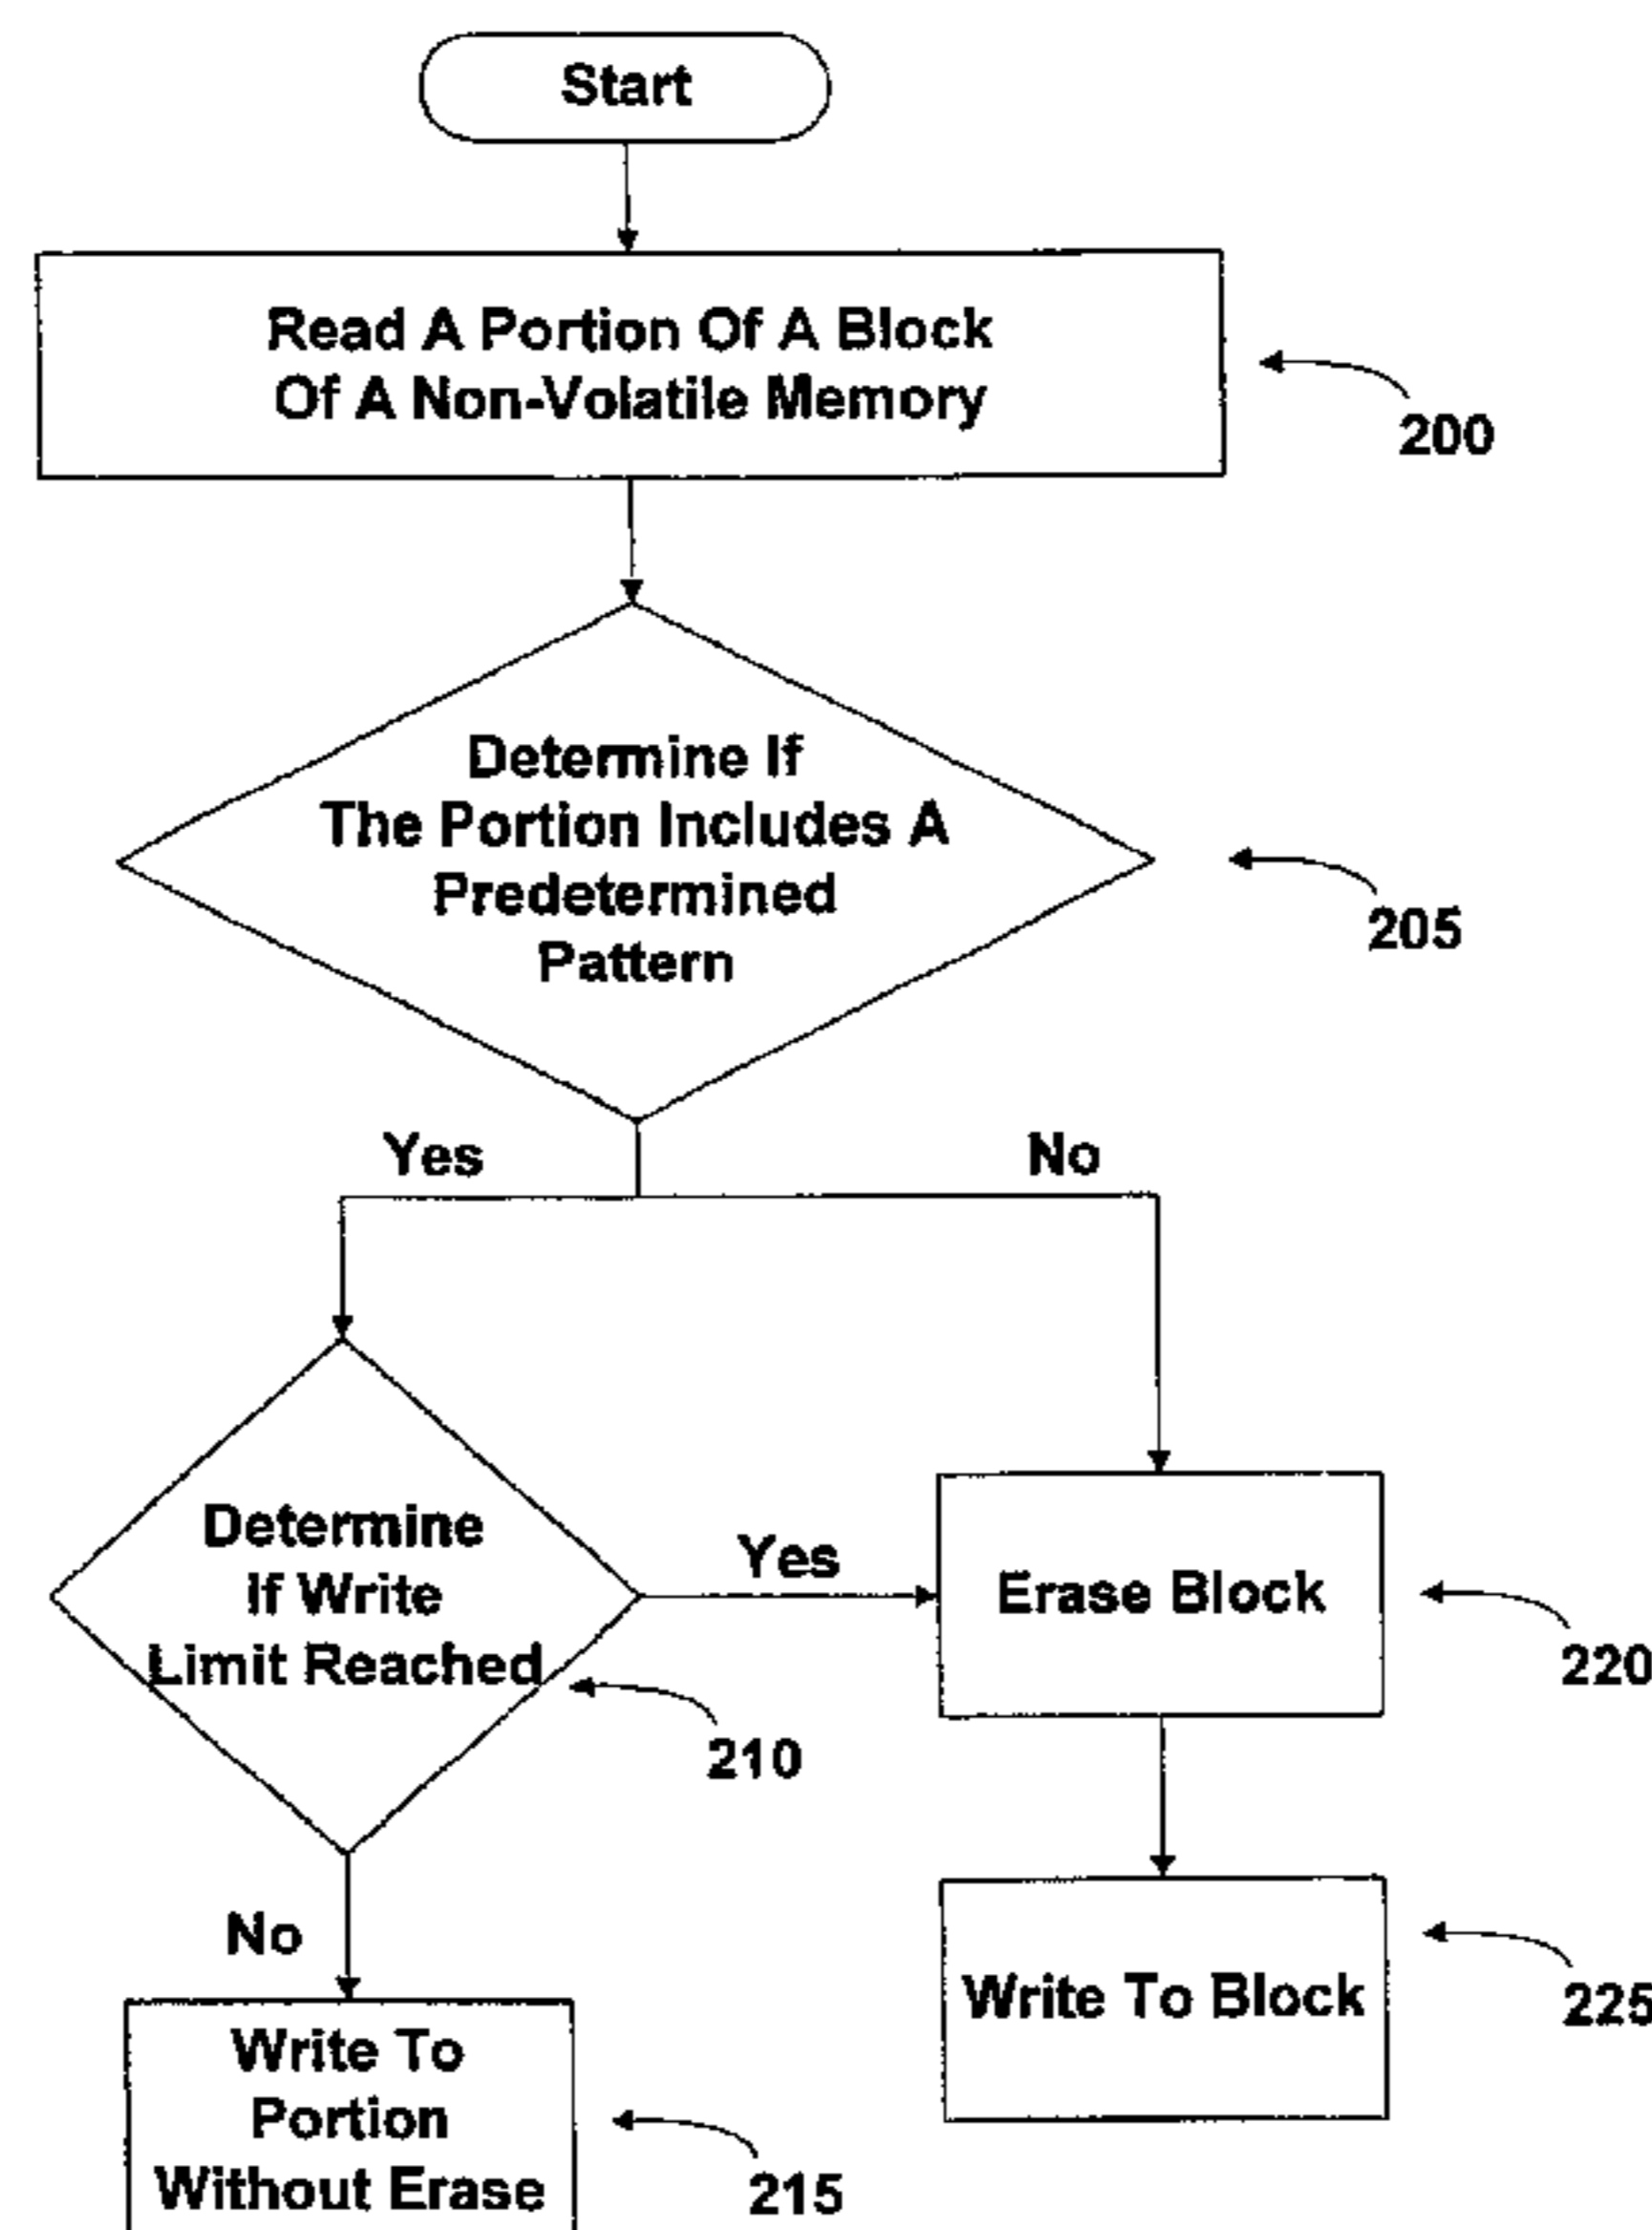 Start
Read A Portion Of A Block
Of A Non-Volatile Memory
200
Determine If
The Portion Includes A
Predetermined
Pattern
205
Yes
No
Determine
If Write
Limit Reached
210
Yes
Erase Block
220
No
Write To Block
225
Write To
Portion
Without Erase
215